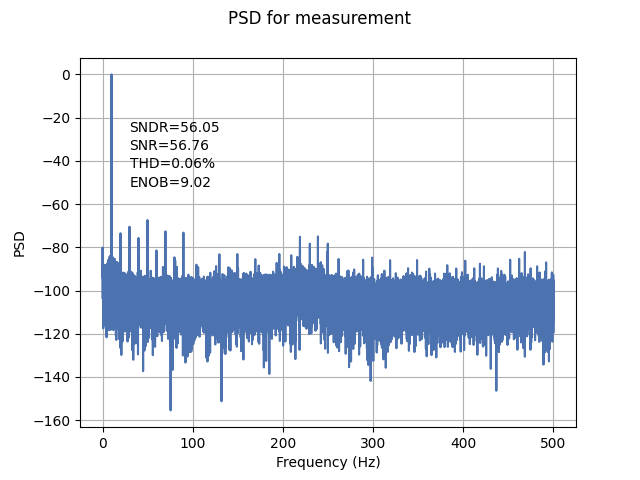 PSD for measurement
0
−20
−40
−60
−80
−100
−120
−140
−160
PSD
SNDR=56.05
SNR=56.76
THD=0.06%
ENOB=9.02
0 100 200 300 400 500
Frequency (Hz)